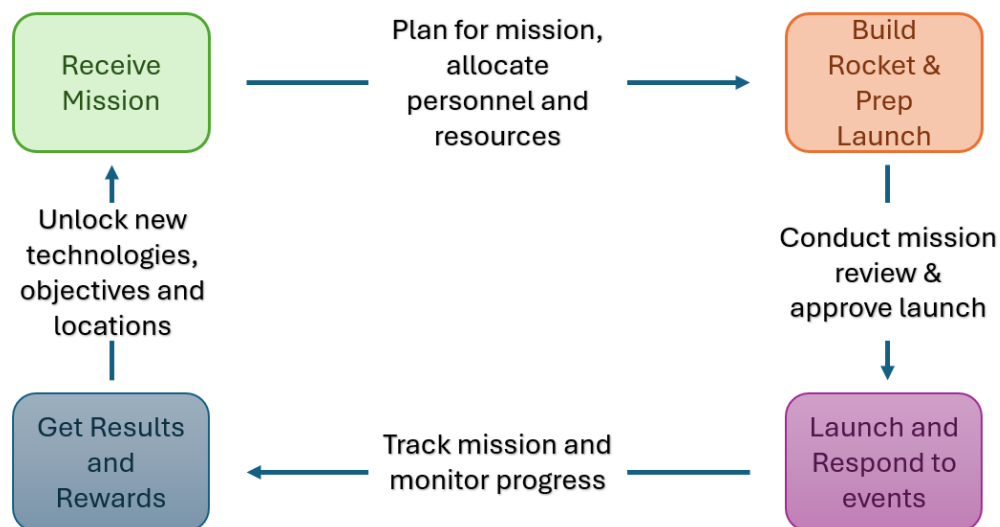 Receive
Mission
Plan for mission,
allocate
personnel and
resources
Build
Rocket &
Prep
Launch
Conduct mission
review &
approve launch
Launch and
Respond to
events
Track mission and
monitor progress
Get Results
and
Rewards
Unlock new
technologies,
objectives and
locations